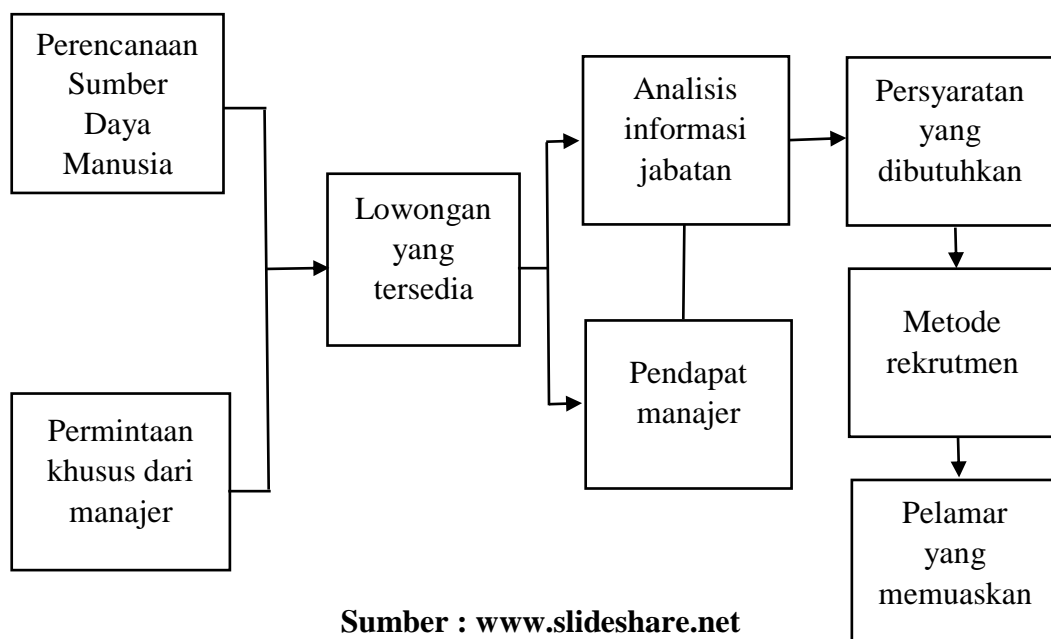 Perencanaan
Sumber
Daya
Manusia
Permintaan
khusus dari
manajer
Lowongan
yang
tersedia
Analisis
informasi
jabatan
Pendapat
manajer
Persyaratan
yang
dibutuhkan
Metode
rekrutmen
Pelamar
yang
memuaskan
Sumber : www.slideshare.net